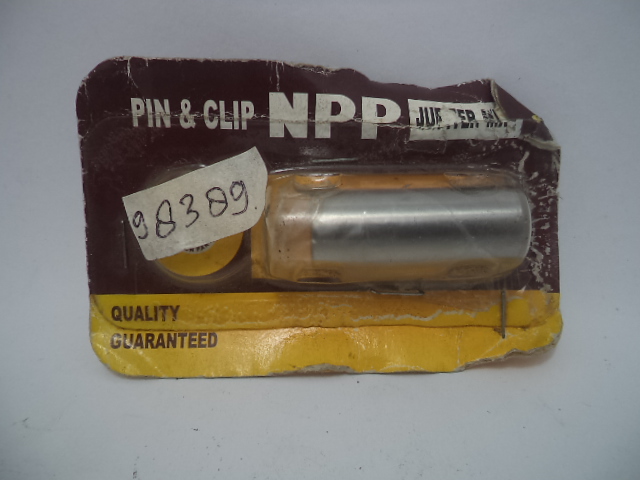 PIN & CLIP NPP
98389.
QUALITY
GUARANTEED